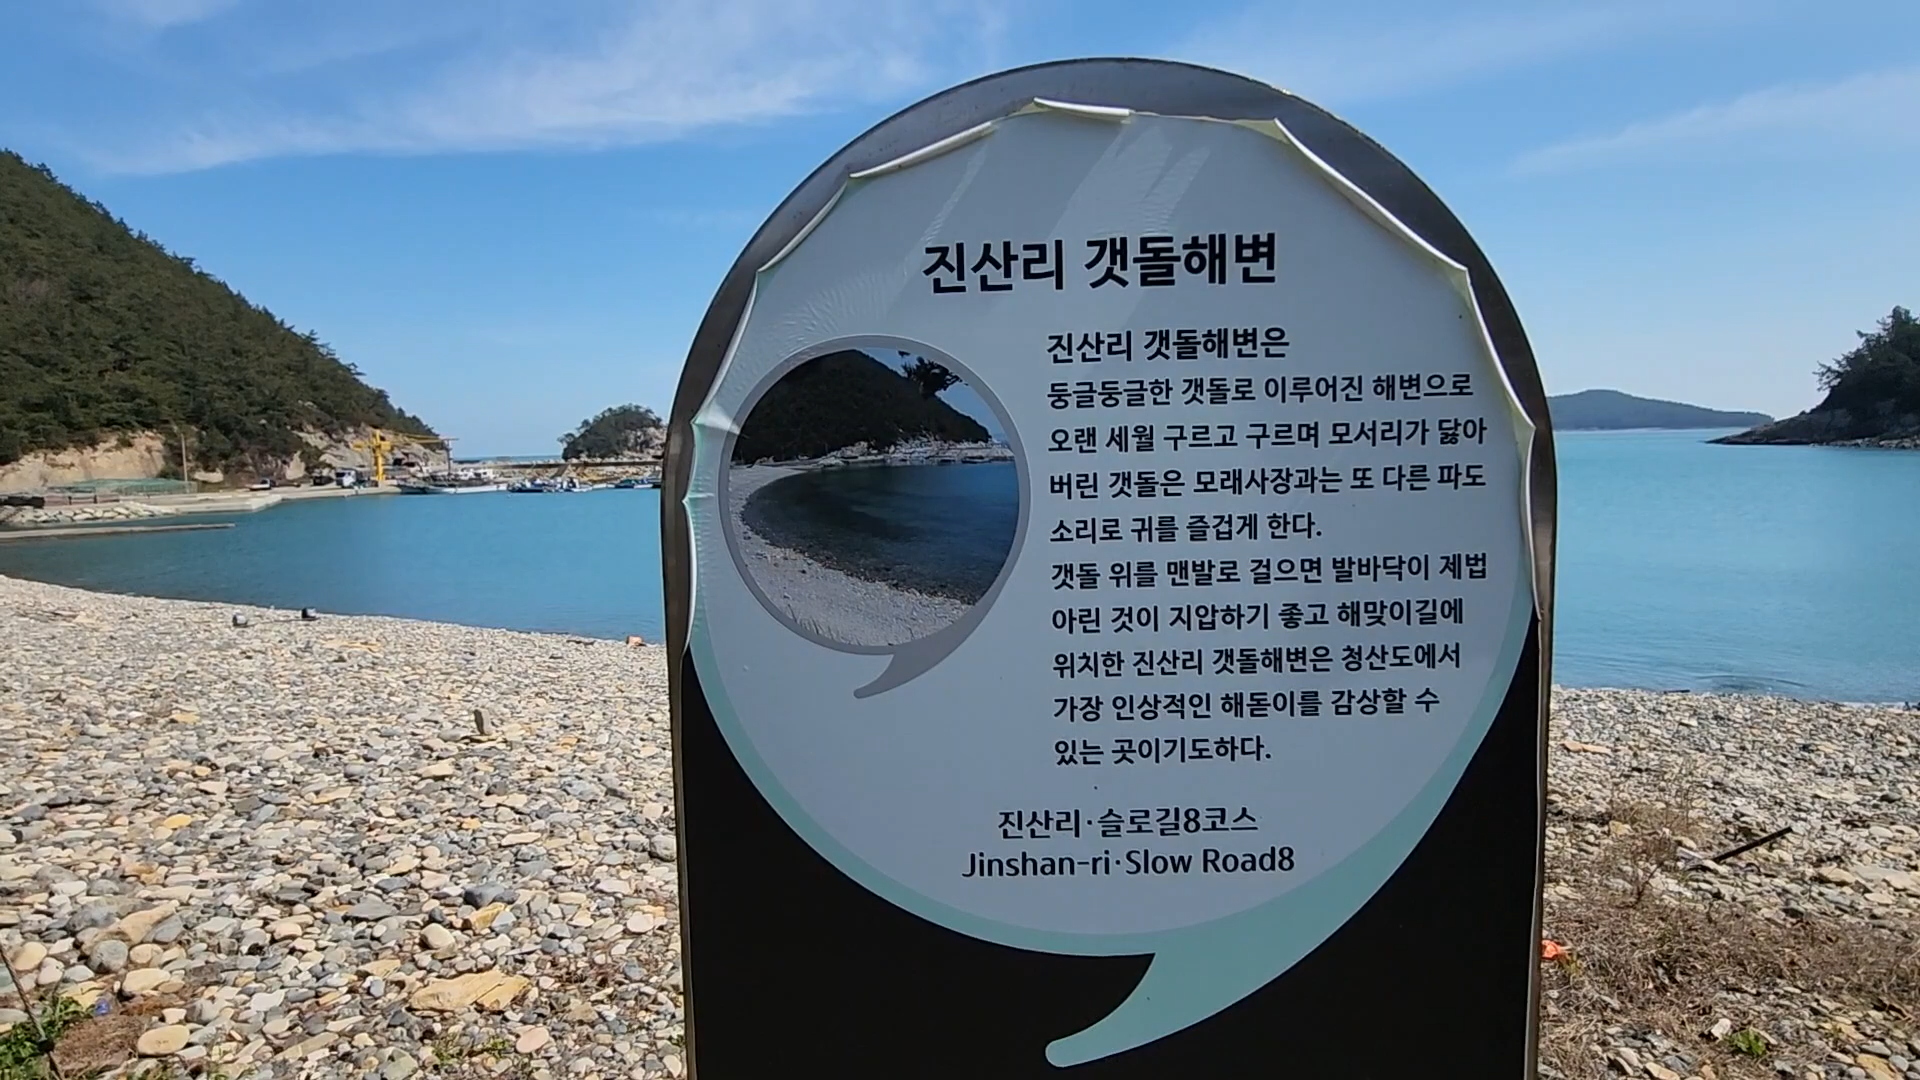 진산리 갯돌해변
진산리 갯돌해변은
둥글둥글한 갯돌로 이루어진 해변으로
오랜 세월 구르고 구르며 모서리가 닳아
버린 갯돌은 모래사장과는 또 다른 파도
소리로 귀를 즐겁게 한다.
갯돌 위를 맨발로 걸으면 발바닥이 제법
아린 것이 지압하기 좋고 해맞이길에
위치한 진산리 갯돌해변은 청산도에서
가장 인상적인 해돋이를 감상할 수
있는 곳이기도하다.
진산리·슬로길8코스
Jinshan-ri·Slow Road8